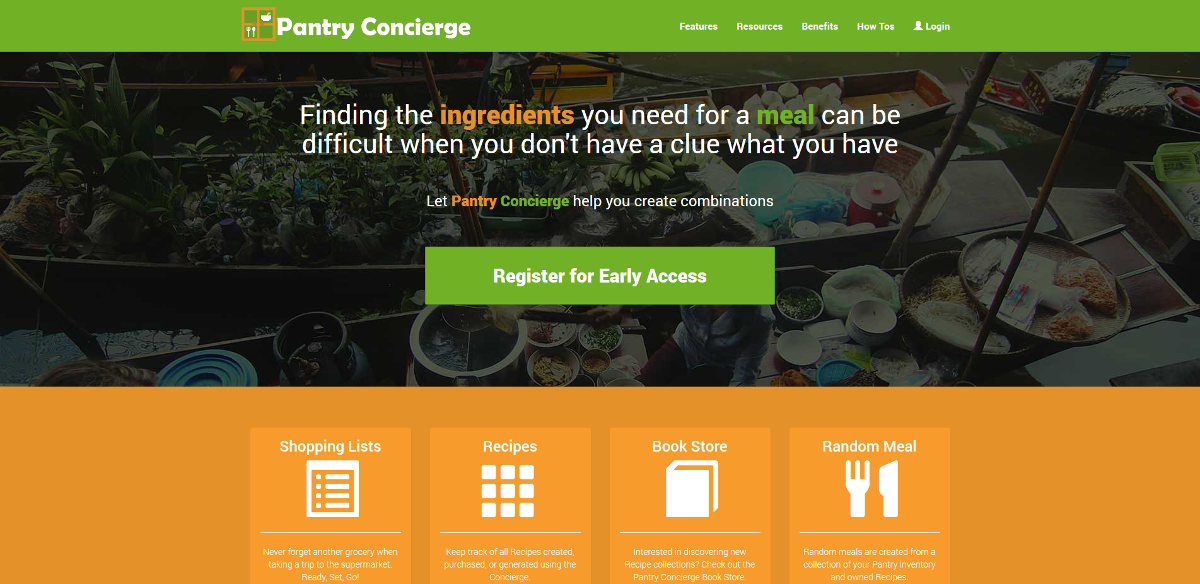 Pantry Concierge
Features Resources Benefits How Tos Login
Finding the ingredients you need for a meal can be
difficult when you don't have a clue what you have
Let Pantry Concierge help you create combinations
Register for Early Access
Shopping Lists
Never forget another grocery when
taking a trip to the supermarket.
Ready, Set, Go!
Recipes
Keep track of all Recipes created,
purchased, or generated using the
Concierge.
Book Store
Interested in discovering new
Recipe collections? Check out the
Pantry Concierge Book Store.
Random Meal
Random meals are created from a
collection of your Pantry inventory
and owned Recipes.